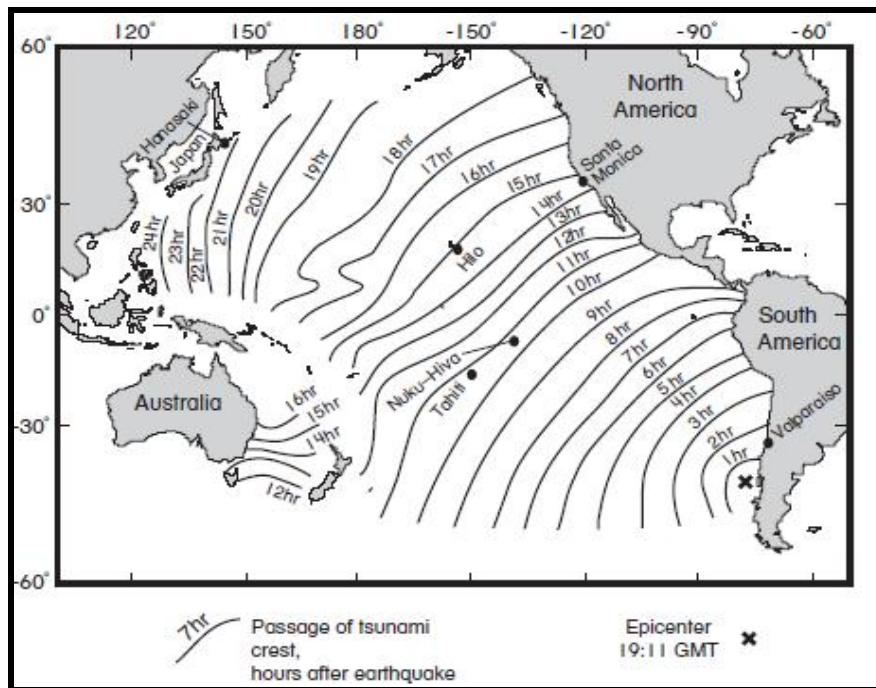 120° 150° 180° -150° -120° -90° -60°
60°
30°
0°
-30°
-60°
North
America
South
America
Australia
Hanasaki
Japan
Santa
Monica
Hilo
Nuku-Hiva
Tahiti
Valparaiso
24hr
23hr
22hr
21hr
20hr
19hr
18hr
17hr
16hr
15hr
14hr
13hr
12hr
11hr
10hr
9hr
8hr
7hr
6hr
5hr
4hr
3hr
2hr
1hr
16hr
15hr
14hr
12hr
7hr
Passage of tsunami
crest,
hours after earthquake
Epicenter
19:11 GMT